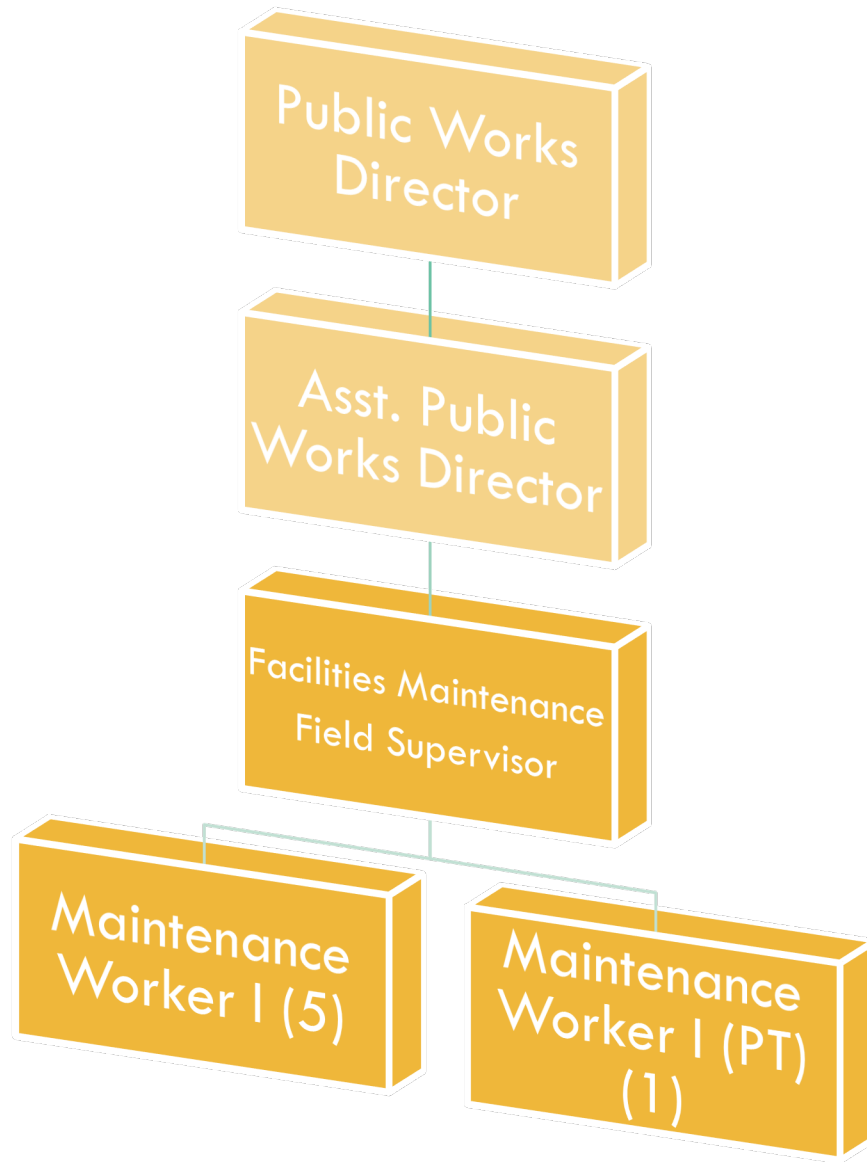 Public Works
Director
Asst. Public
Works Director
Facilities Maintenance
Field Supervisor
Maintenance
Worker I (5)
Maintenance
Worker I (PT)
(1)